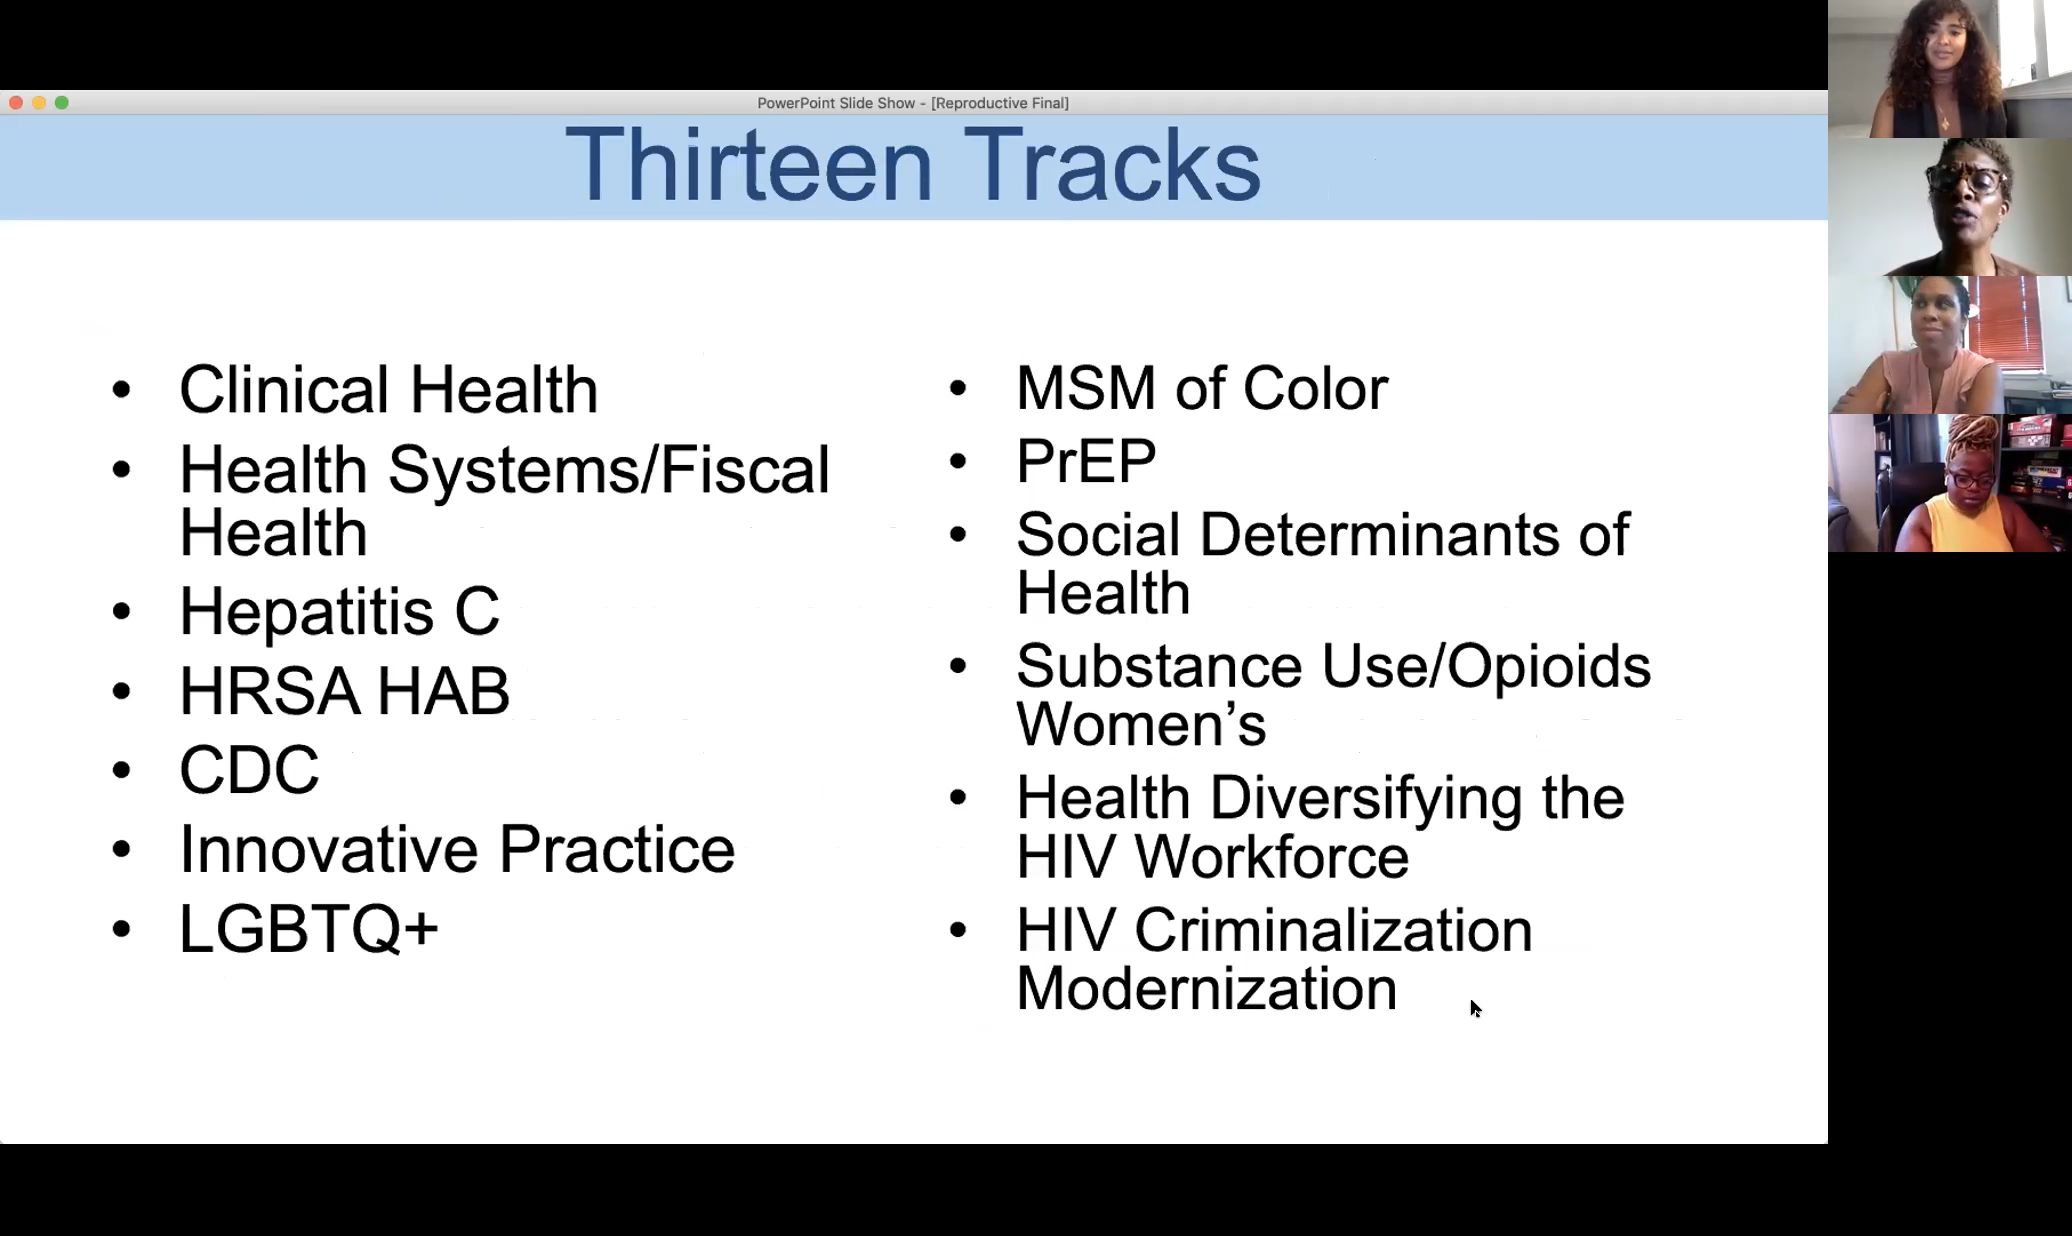 PowerPoint Slide Show - [Reproductive Final]
Thirteen Tracks
• Clinical Health
• Health Systems/Fiscal
Health
• Hepatitis C
• HRSA HAB
• CDC
• Innovative Practice
• LGBTQ+
• MSM of Color
• PrEP
• Social Determinants of
Health
• Substance Use/Opioids
Women’s
• Health Diversifying the
HIV Workforce
• HIV Criminalization
Modernization